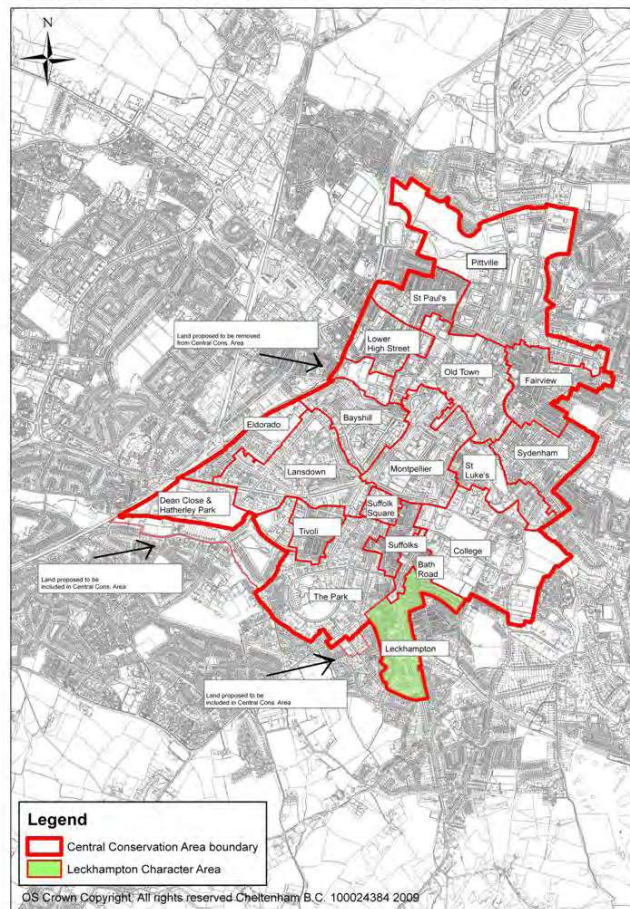 N
Pittville
St Paul's
Land proposed to be removed
from Central Cons. Area
Lower
High Street
Old Town
Fairview
Eldorado
Bayshill
Lansdown
Montpellier
St
Luke's
Sydenham
Dean Close &
Hatherley Park
Tivoli
Suffolk
Square
Suffolks
College
Bath
Road
Land proposed to be
included in Central Cons. Area
The Park
Leckhampton
Land proposed to be
included in Central Cons. Area
Legend
Central Conservation Area boundary
Leckhampton Character Area
OS Crown Copyright. All rights reserved Cheltenham B.C. 100024384 2009